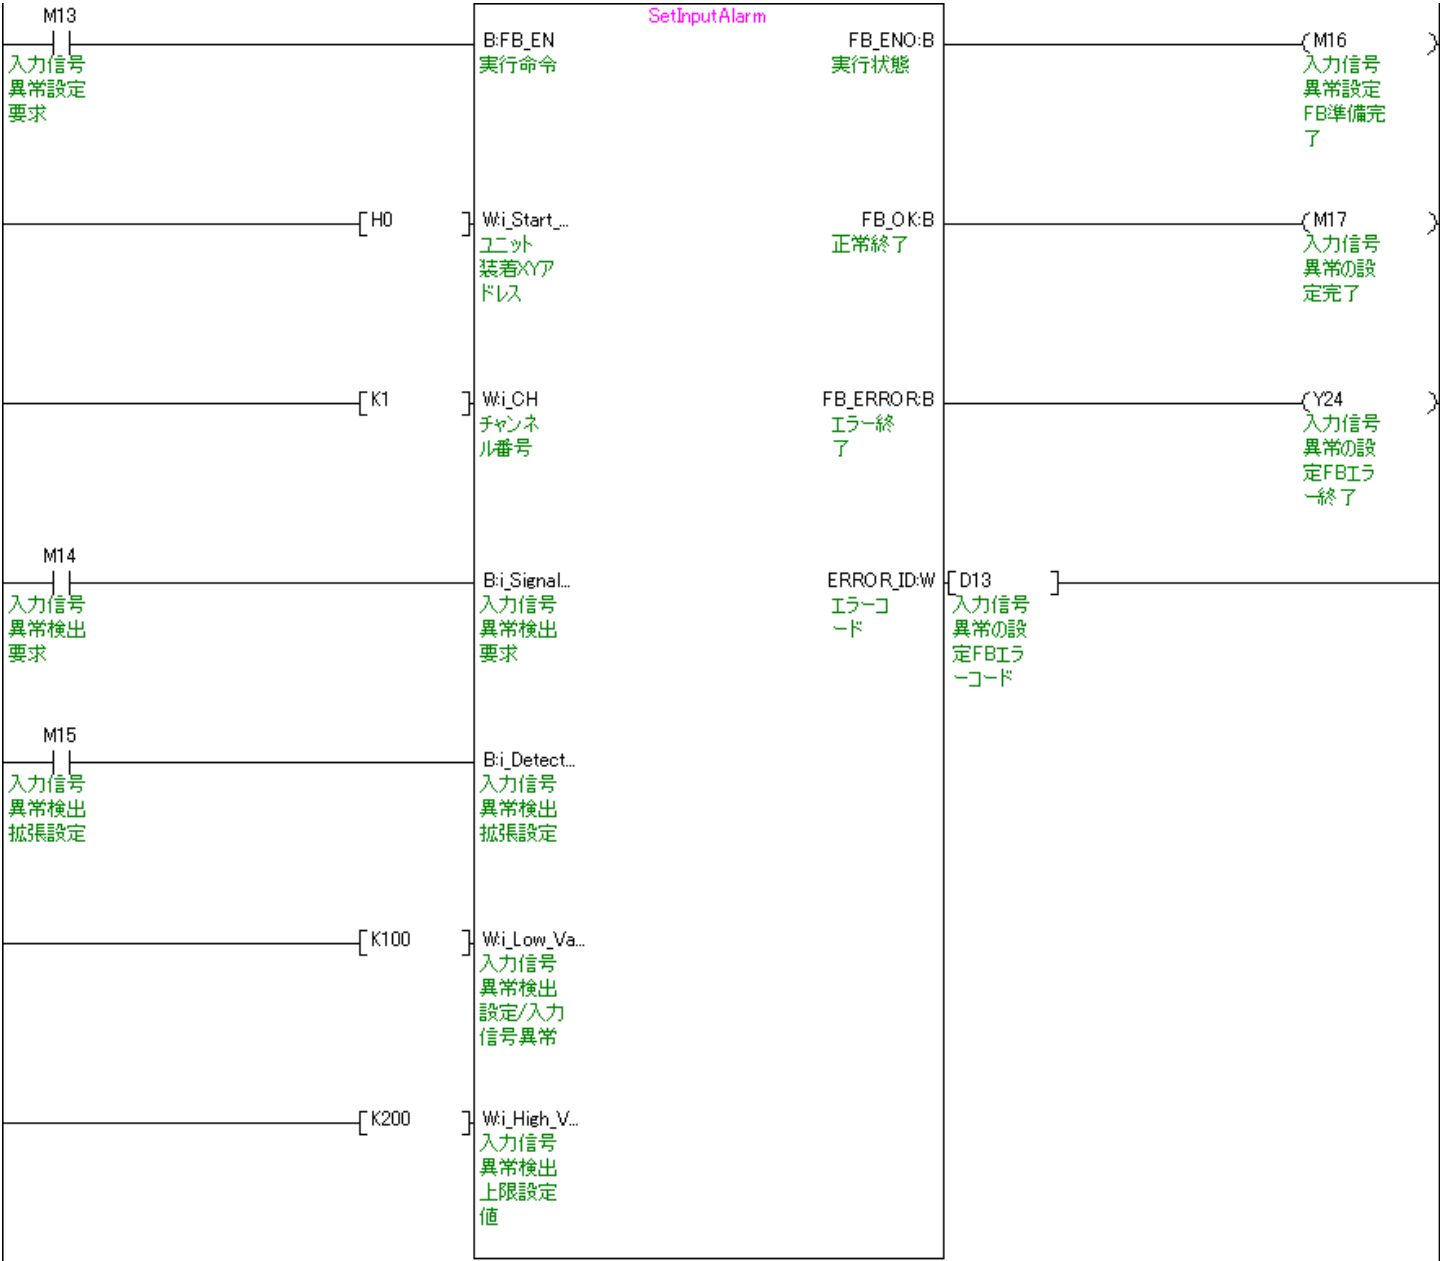 SetInputAlarm
M13
B:FB_EN
FB_ENO:B
M16
入力信号
異常設定
要求
実行命令
実行状態
入力信号
異常設定
FB準備完
了
H0
W:i_Start_...
FB_OK:B
M17
ユニット
装着XYア
ドレス
正常終了
入力信号
異常の設
定完了
K1
W:i_CH
FB_ERROR:B
Y24
チャンネ
ル番号
エラー終
了
入力信号
異常の設
定FBエラ
ー終了
M14
B:i_Signal...
ERROR_ID:W
D13
入力信号
異常検出
要求
入力信号
異常検出
要求
エラーコ
ード
入力信号
異常の設
定FBエラ
ーコード
M15
B:i_Detect...
入力信号
異常検出
拡張設定
入力信号
異常検出
拡張設定
K100
W:i_Low_Va...
入力信号
異常検出
設定/入力
信号異常
K200
W:i_High_V...
入力信号
異常検出
上限設定
値